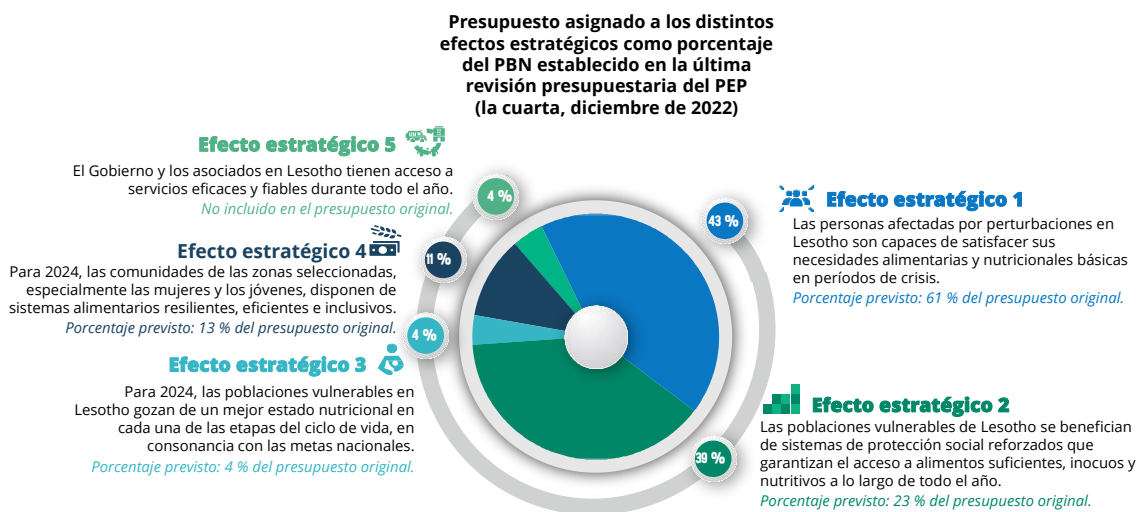 Presupuesto asignado a los distintos
efectos estratégicos como porcentaje
del PBN establecido en la última
revisión presupuestaria del PEP
(la cuarta, diciembre de 2022)
Efecto estratégico 5
El Gobierno y los asociados en Lesotho tienen acceso a
servicios eficaces y fiables durante todo el año.
No incluido en el presupuesto original.
4 %
Efecto estratégico 4
Para 2024, las comunidades de las zonas seleccionadas,
especialmente las mujeres y los jóvenes, disponen de
sistemas alimentarios resilientes, eficientes e inclusivos.
Porcentaje previsto: 13 % del presupuesto original.
11 %
Efecto estratégico 3
Para 2024, las poblaciones vulnerables en
Lesotho gozan de un mejor estado nutricional en
cada una de las etapas del ciclo de vida, en
consonancia con las metas nacionales.
Porcentaje previsto: 4 % del presupuesto original.
4 %
43 %
Efecto estratégico 1
Las personas afectadas por perturbaciones en
Lesotho son capaces de satisfacer sus
necesidades alimentarias y nutricionales básicas
en períodos de crisis.
Porcentaje previsto: 61 % del presupuesto original.
39 %
Efecto estratégico 2
Las poblaciones vulnerables de Lesotho se benefician
de sistemas de protección social reforzados que
garantizan el acceso a alimentos suficientes, inocuos y
nutritivos a lo largo de todo el año.
Porcentaje previsto: 23 % del presupuesto original.